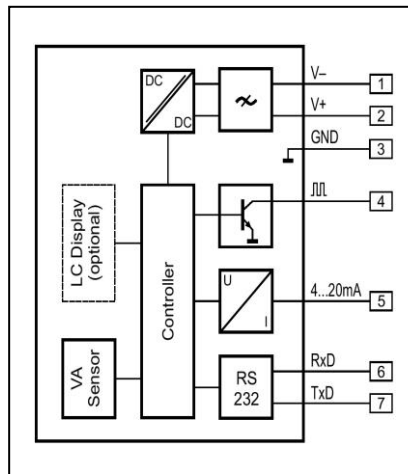 DC
DC
V–
1
V+
2
GND
3
4
LC Display
(optional)
Controller
U
I
4...20mA
5
VA
Sensor
RS
232
RxD
6
TxD
7